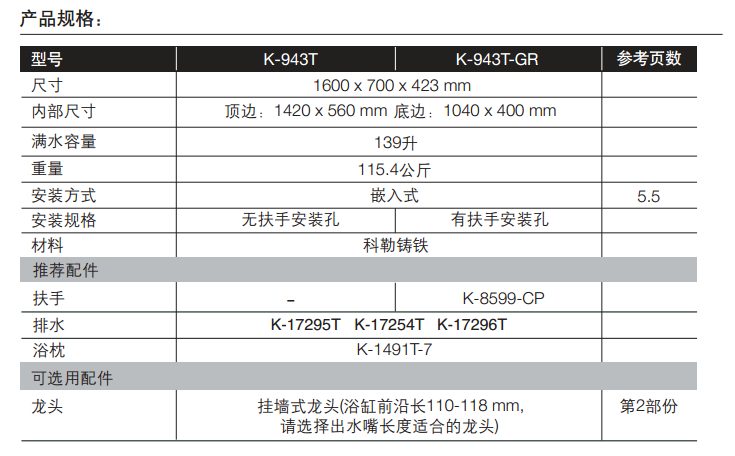 产品规格：
型号 K-943T K-943T-GR 参考页数
尺寸 1600 x 700 x 423 mm
内部尺寸 顶边：1420 x 560 mm 底边：1040 x 400 mm
满水容量 139升
重量 115.4公斤
安装方式 嵌入式 5.5
安装规格 无扶手安装孔 有扶手安装孔
材料 科勒铸铁
推荐配件
扶手 – K-8599-CP
排水 K-17295T K-17254T K-17296T
浴枕 K-1491T-7
可选用配件
龙头 挂墙式龙头(浴缸前沿长110-118 mm, 第2部份
请选择出水嘴长度适合的龙头)